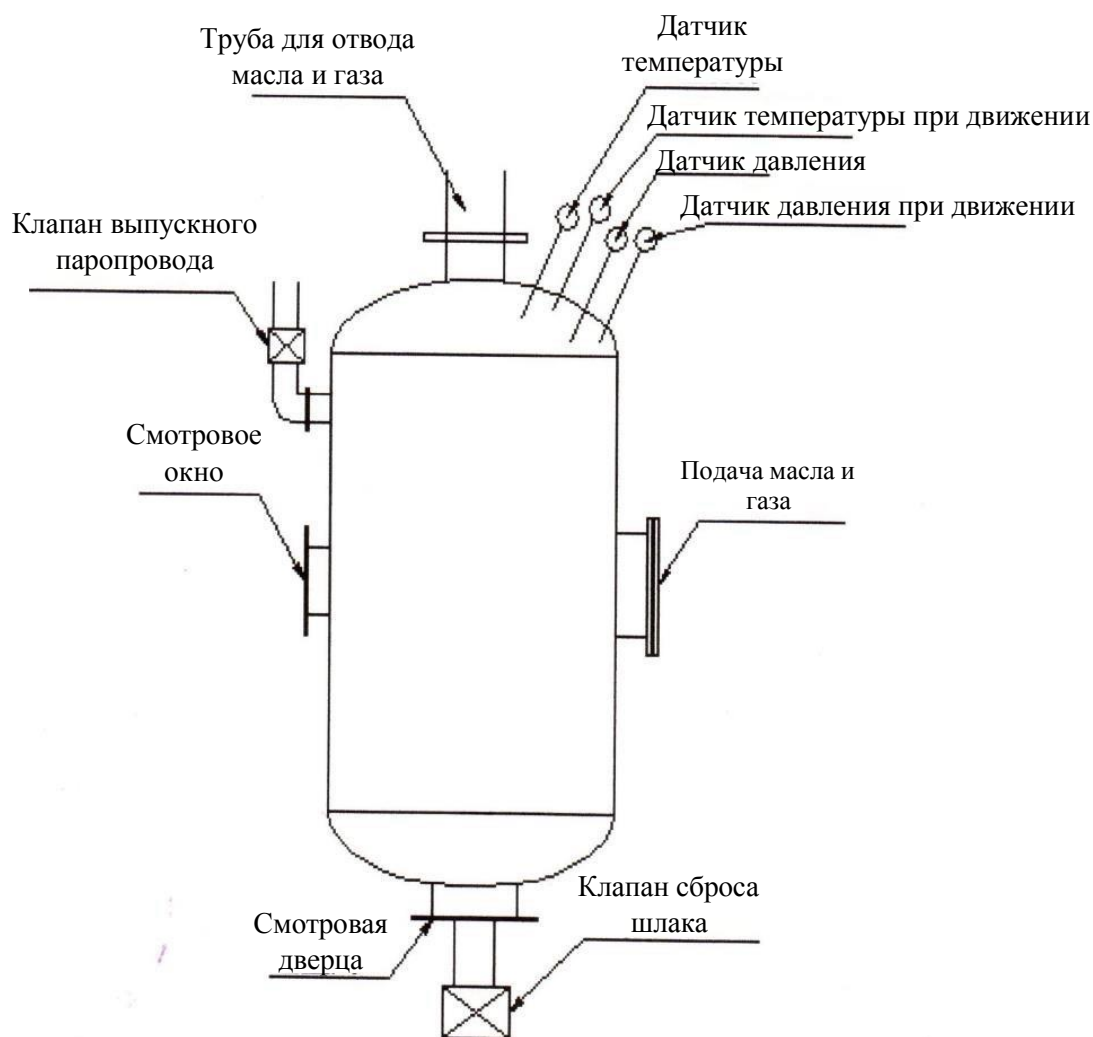 Труба для отвода
масла и газа
Датчик
температуры
Датчик температуры при движении
Датчик давления
Датчик давления при движении
Клапан выпускного
паропровода
Смотровое
окно
Подача масла и
газа
Клапан сброса
шлака
Смотровая
дверца